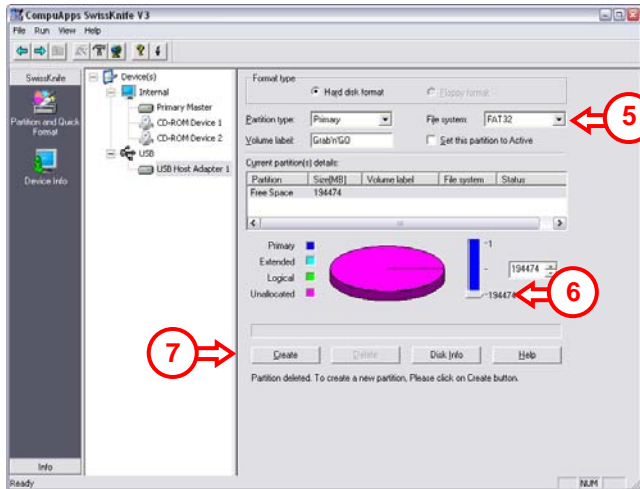 CompuApps SwissKnife V3
File Run View Help
SwissKnife
Partition and Quick Format
Device Info
Info
Device(s)
Internal
Primary Master
CD-ROM Device 1
CD-ROM Device 2
USB
USB Host Adapter 1
Format type
Hard disk format
Floppy format
Partition type:
Primary
File system:
FAT32
5
Volume label:
Grab'n'GO
Set this partition to Active
Current partition(s) details:
Partition Size[MB] Volume label File system Status
Free Space 194474
Primary
Extended
Logical
Unallocated
1
194474
194474
6
7
Create Delete Disk Info Help
Partition deleted. To create a new partition, Please click on Create button.
Ready
NUM